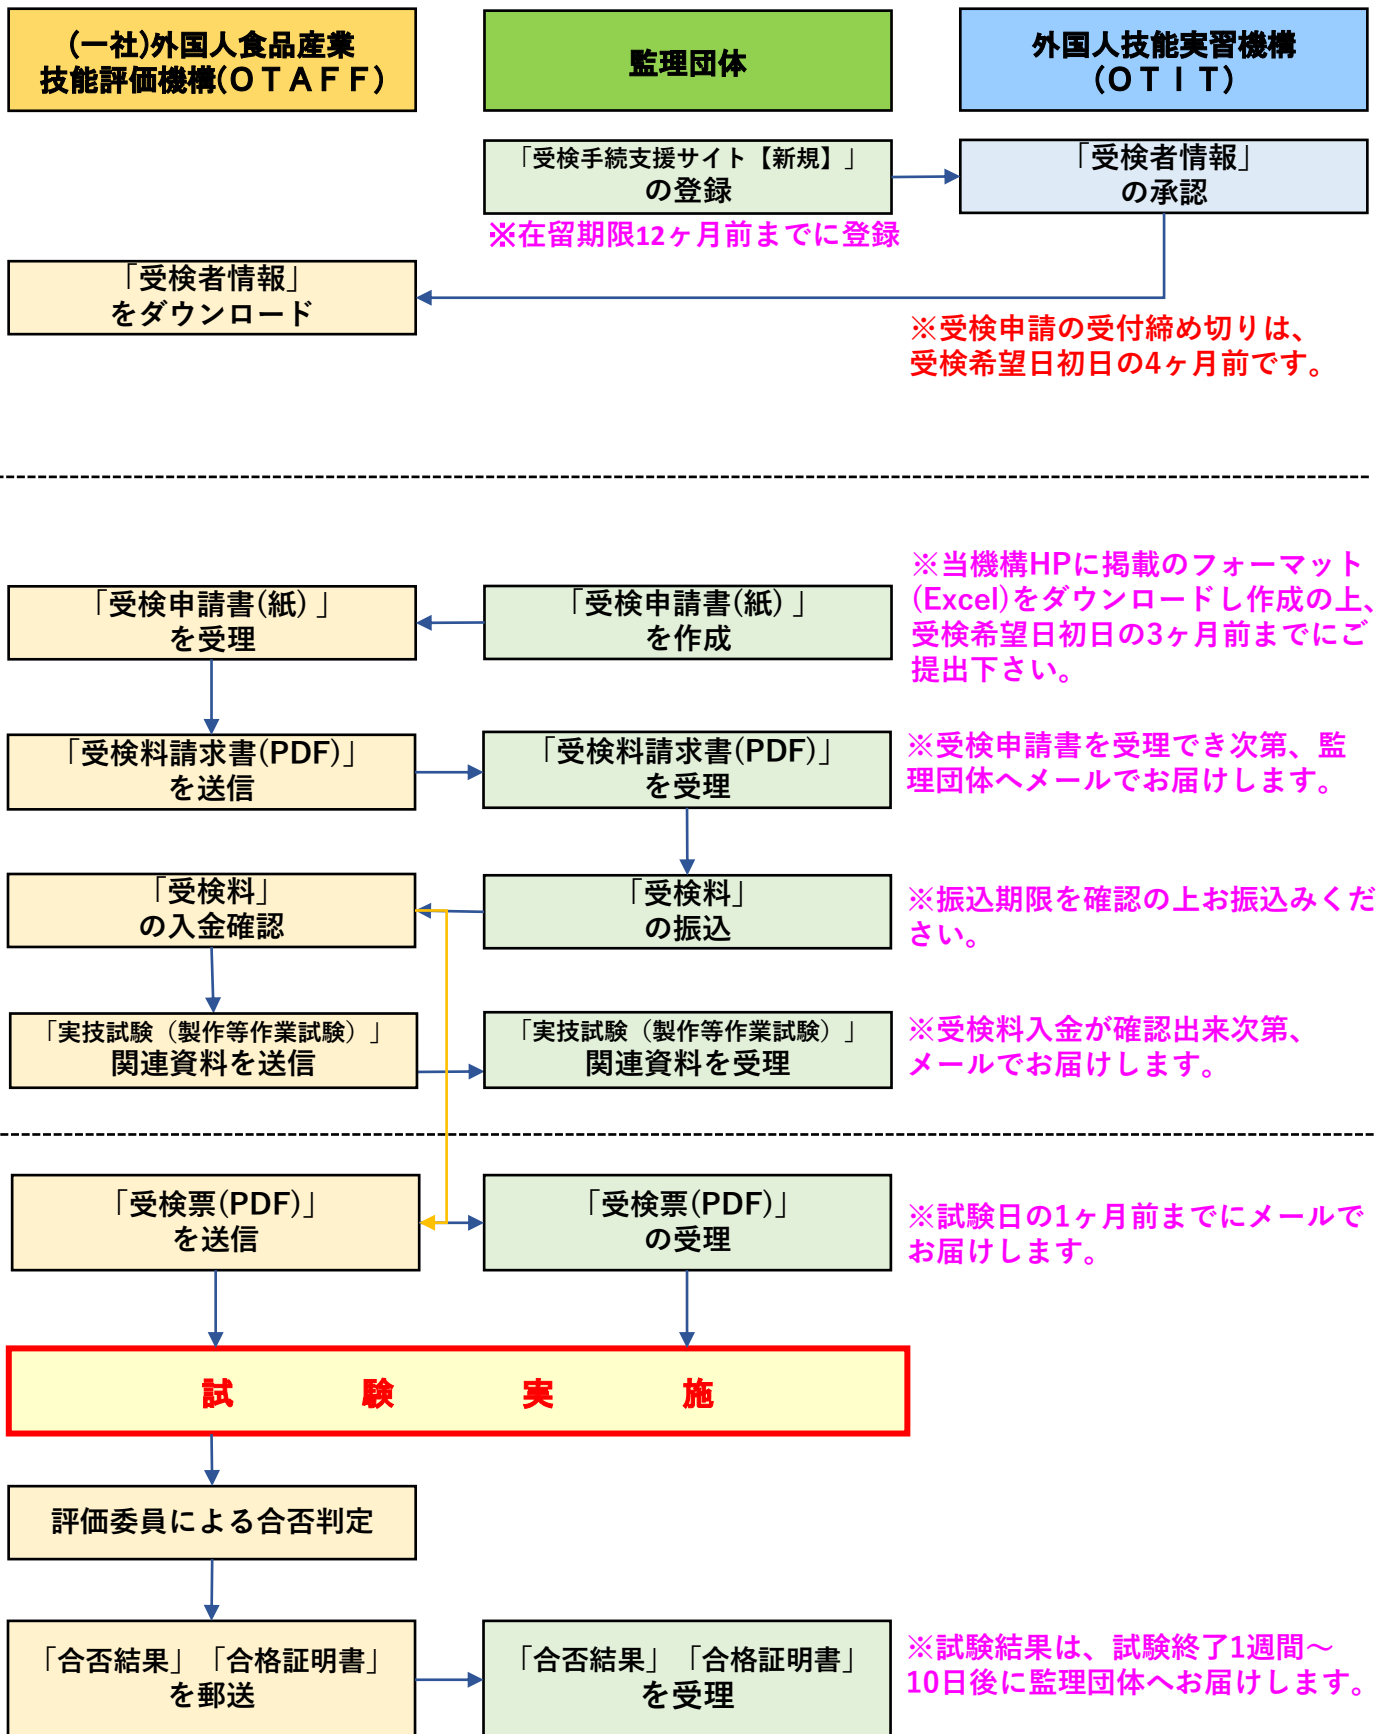 (一社)外国人食品産業
技能評価機構(ＯＴＡＦＦ)
監理団体
外国人技能実習機構
(ＯＴＩＴ)
「受検手続支援サイト【新規】」
の登録
「受検者情報」
の承認
※在留期限12ヶ月前までに登録
「受検者情報」
をダウンロード
※受検申請の受付締め切りは、
受検希望日初日の4ヶ月前です。
「受検申請書(紙) 」
を受理
「受検申請書(紙) 」
を作成
※当機構HPに掲載のフォーマット
(Excel)をダウンロードし作成の上、
受検希望日初日の3ヶ月前までにご
提出下さい。
「受検料請求書(PDF)」
を送信
「受検料請求書(PDF)」
を受理
※受検申請書を受理でき次第、監
理団体へメールでお届けします。
「受検料」
の入金確認
「受検料」
の振込
※振込期限を確認の上お振込みくだ
さい。
「実技試験（製作等作業試験）」
関連資料を送信
「実技試験（製作等作業試験）」
関連資料を受理
※受検料入金が確認出来次第、
メールでお届けします。
「受検票(PDF)」
を送信
「受検票(PDF)」
の受理
※試験日の1ヶ月前までにメールで
お届けします。
試　験　実　施
評価委員による合否判定
「合否結果」「合格証明書」
を郵送
「合否結果」「合格証明書」
を受理
※試験結果は、試験終了1週間～
10日後に監理団体へお届けします。